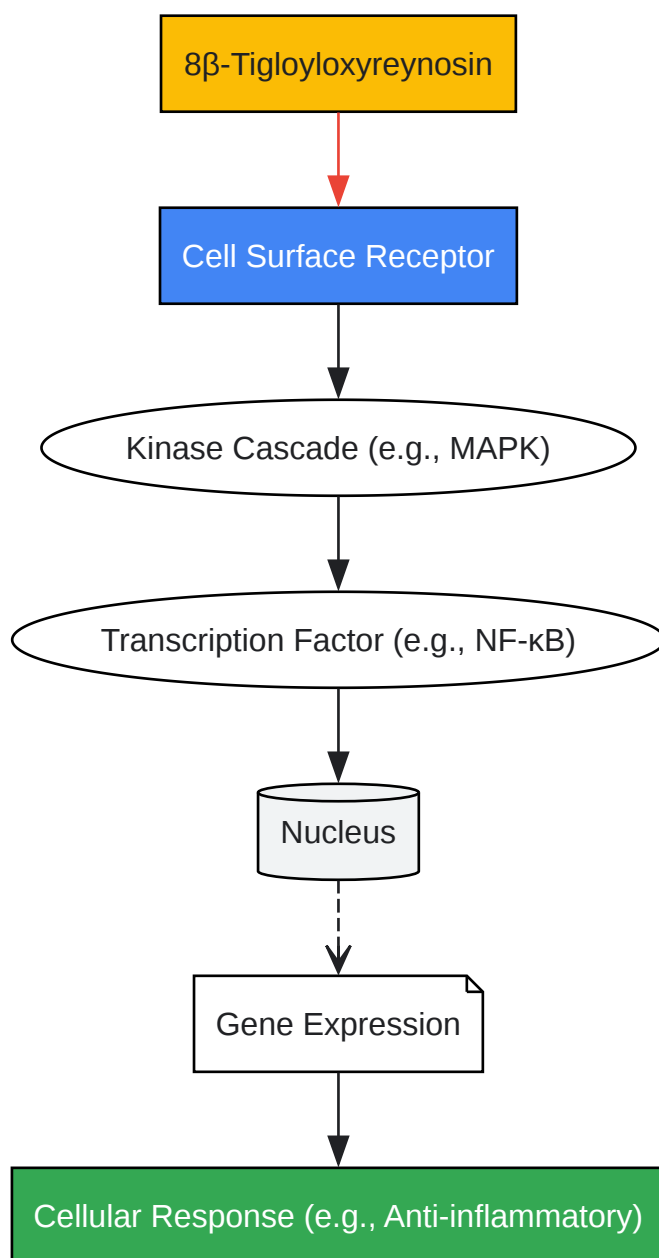 8β-Tigloyloxyreynosin
Cell Surface Receptor
Kinase Cascade (e.g., MAPK)
Transcription Factor (e.g., NF-κB)
Nucleus
Gene Expression
Cellular Response (e.g., Anti-inflammatory)